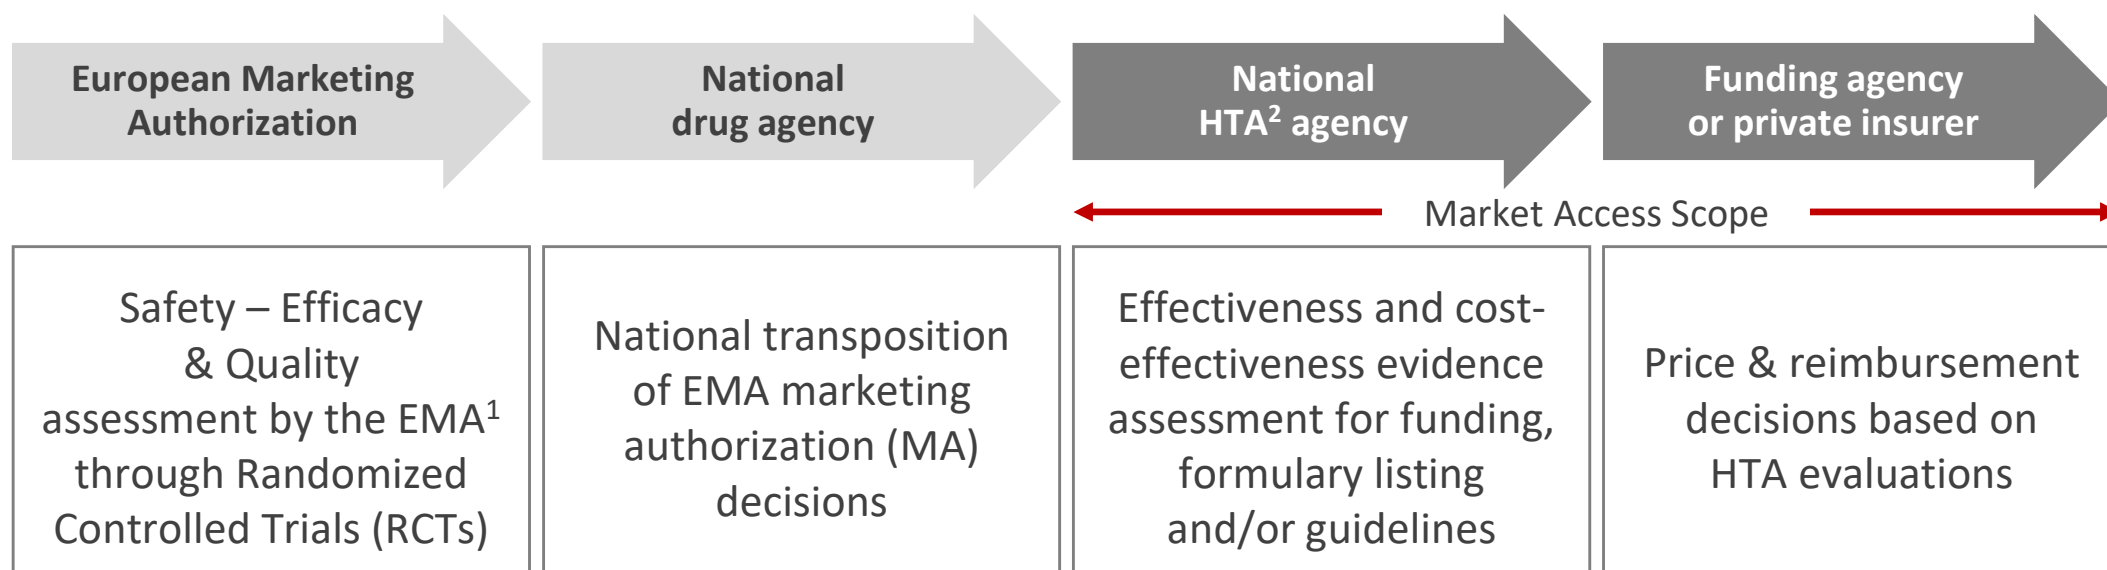 European Marketing
Authorization
National
drug agency
National
HTA² agency
Funding agency
or private insurer
Market Access Scope
Safety – Efficacy
& Quality
assessment by the EMA¹
through Randomized
Controlled Trials (RCTs)
National transposition
of EMA marketing
authorization (MA)
decisions
Effectiveness and cost-
effectiveness evidence
assessment for funding,
formulary listing
and/or guidelines
Price & reimbursement
decisions based on
HTA evaluations